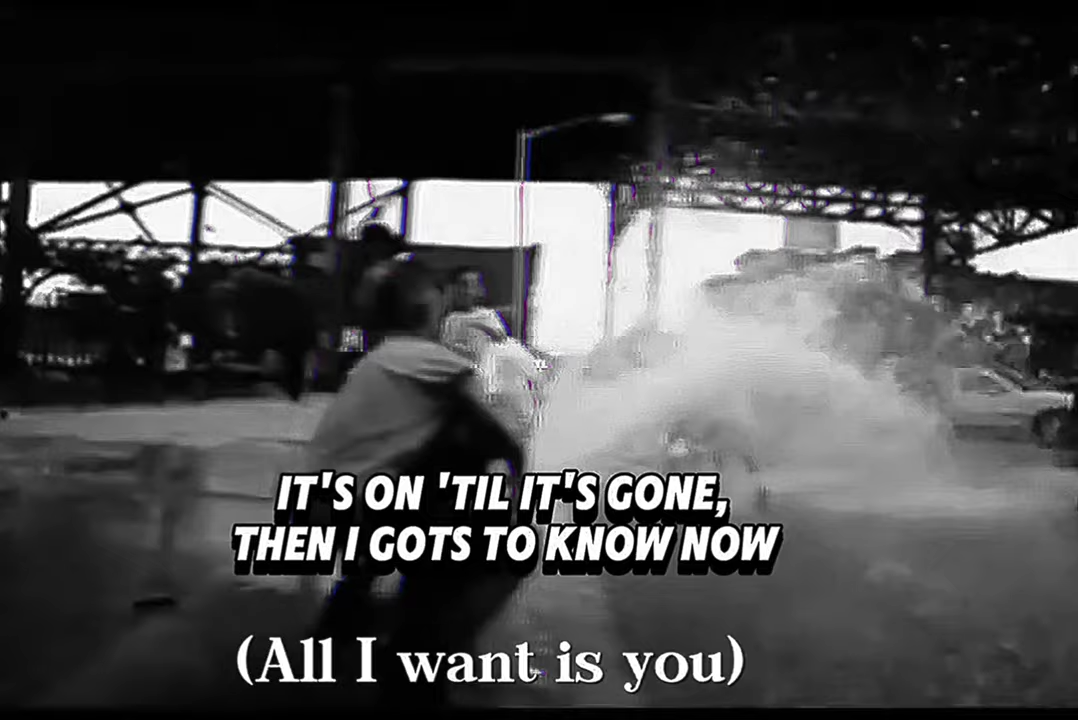 IT'S ON 'TIL IT'S GONE,
THEN I GOTS TO KNOW NOW
(All I want is you)